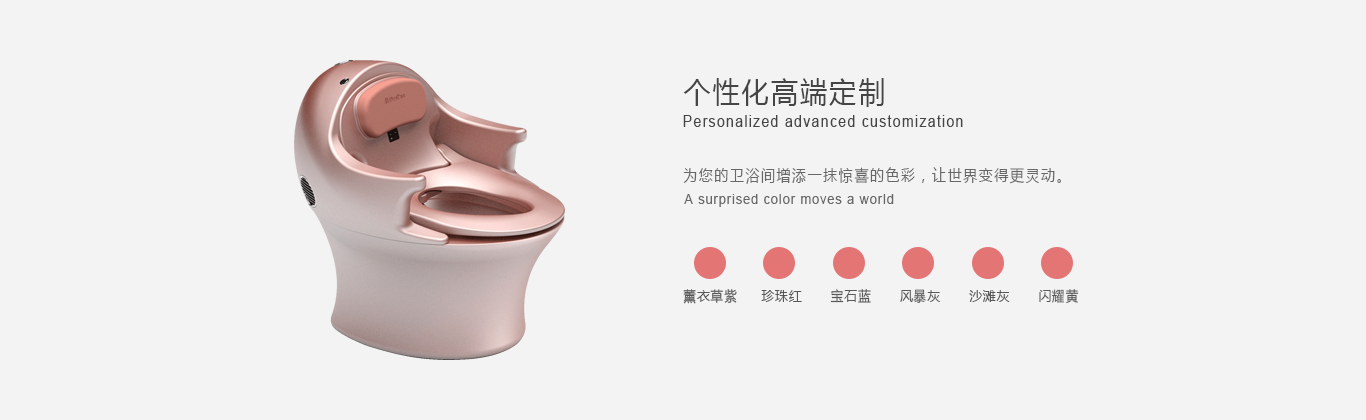 个性化高端定制
Personalized advanced customization
为您的卫浴间增添一抹惊喜的色彩，让世界变得更灵动。
A surprised color moves a world
薰衣草紫 珍珠红 宝石蓝 风暴灰 沙滩灰 闪耀黄